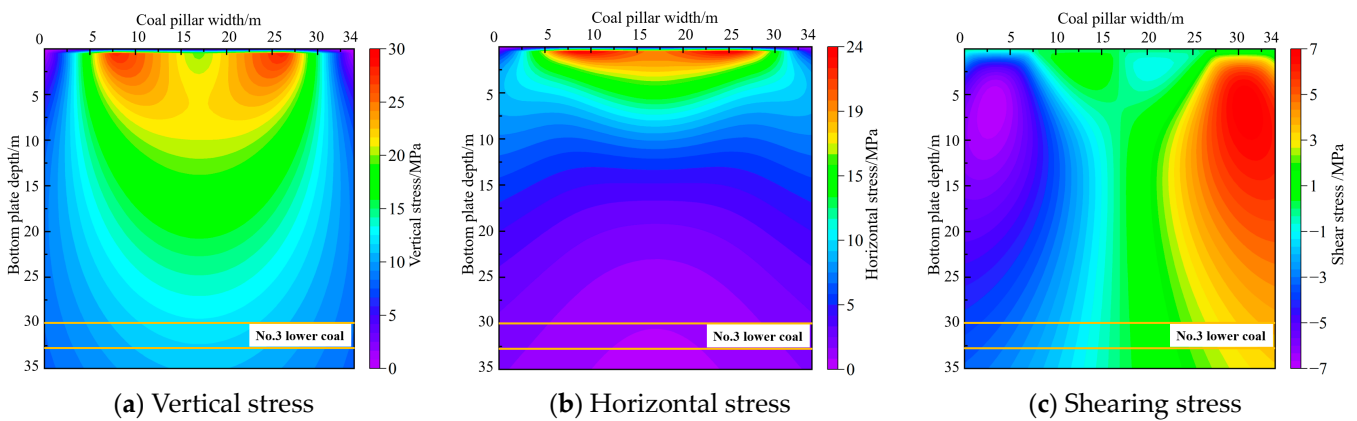 Coal pillar width/m
0 5 10 15 20 25 30 34
0
5
10
15
20
25
30
35
Bottom plate depth/m
No.3 lower coal
30
25
20
15
10
5
0
Vertical stress/MPa
(a) Vertical stress
Coal pillar width/m
0 5 10 15 20 25 30 34
0
5
10
15
20
25
30
35
Bottom plate depth/m
No.3 lower coal
24
19
15
10
5
0
Horizontal stress/MPa
(b) Horizontal stress
Coal pillar width/m
0 5 10 15 20 25 30 34
0
5
10
15
20
25
30
35
Bottom plate depth/m
No.3 lower coal
7
5
3
1
−1
−3
−5
−7
Shear stress /MPa
(c) Shearing stress